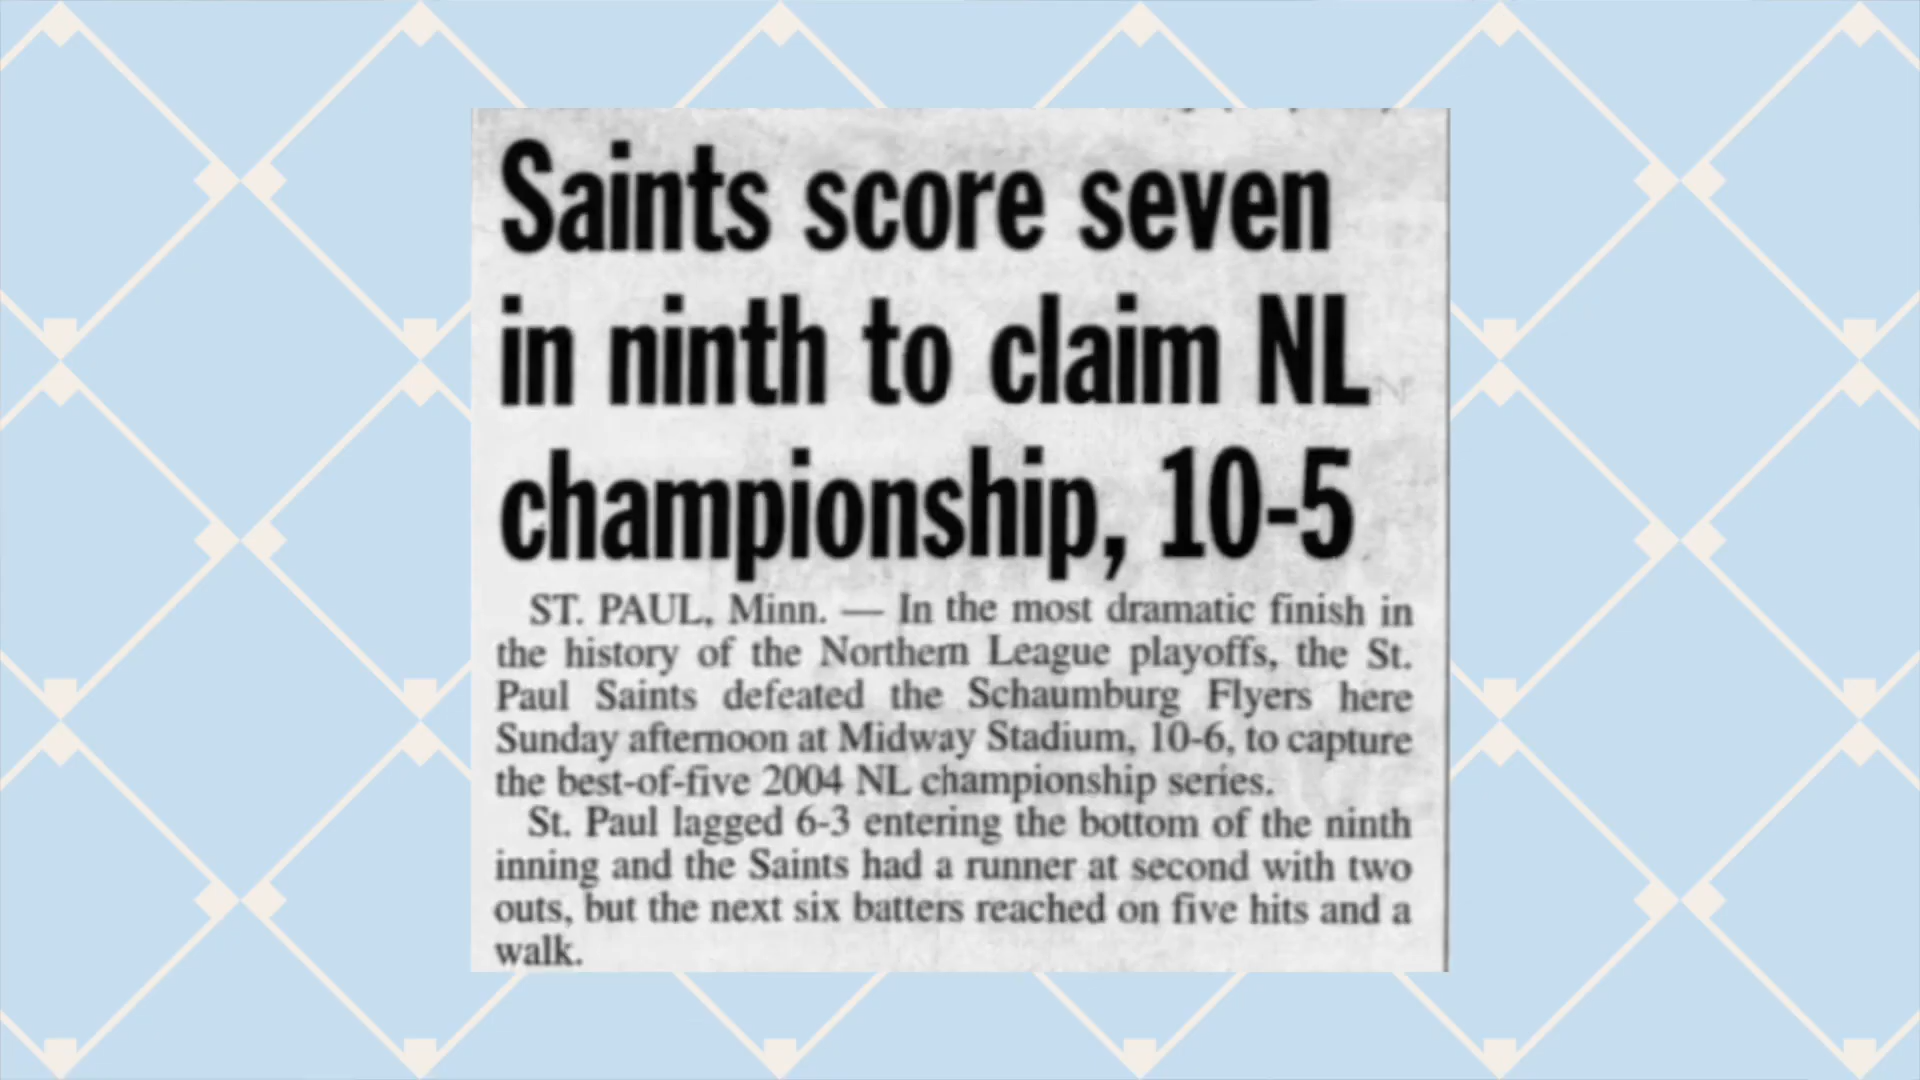 Saints score seven
in ninth to claim NL
championship, 10-5
ST. PAUL, Minn. — In the most dramatic finish in
the history of the Northern League playoffs, the St.
Paul Saints defeated the Schaumburg Flyers here
Sunday afternoon at Midway Stadium, 10-6, to capture
the best-of-five 2004 NL championship series.
St. Paul lagged 6-3 entering the bottom of the ninth
inning and the Saints had a runner at second with two
outs, but the next six batters reached on five hits and a
walk.